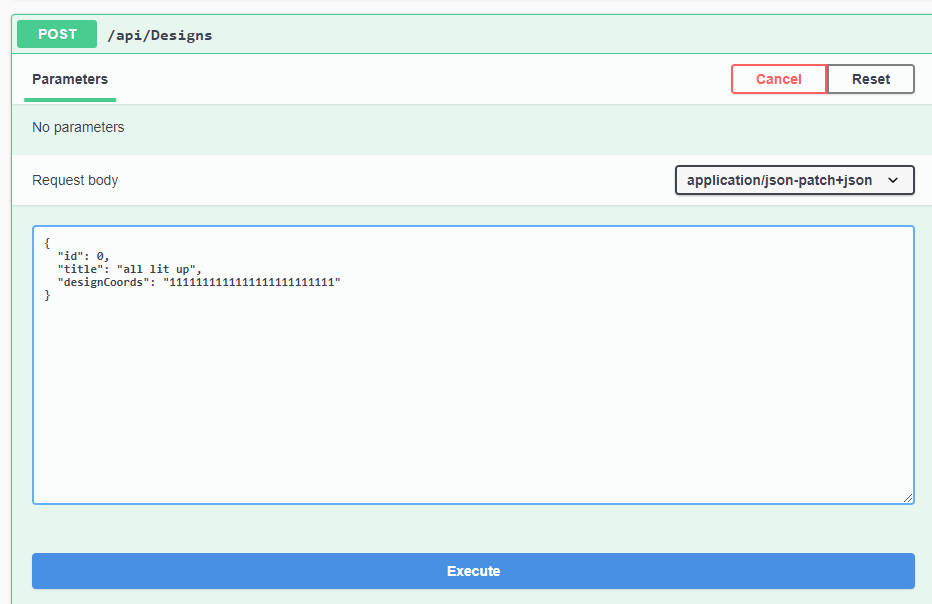 POST /api/Designs
Parameters Cancel Reset
No parameters
Request body application/json-patch+json
{
  "id": 0,
  "title": "all lit up",
  "designCoords": "1111111111111111111111111"
}
Execute